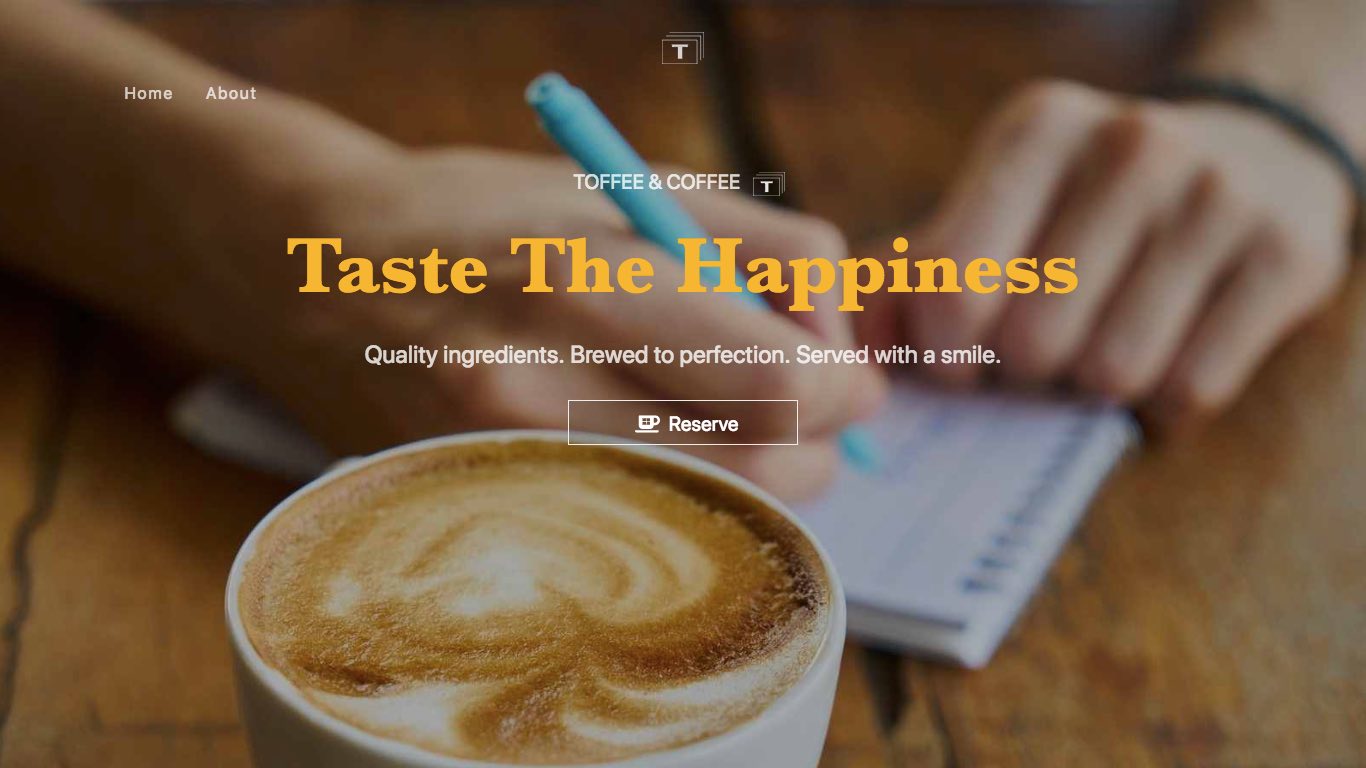 T
Home About
TOFFEE & COFFEE T
Taste The Happiness
Quality ingredients. Brewed to perfection. Served with a smile.
Reserve